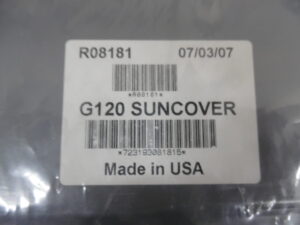 R08181 07/03/07
*R08181*
G120 SUNCOVER
*723193081815*
Made in USA